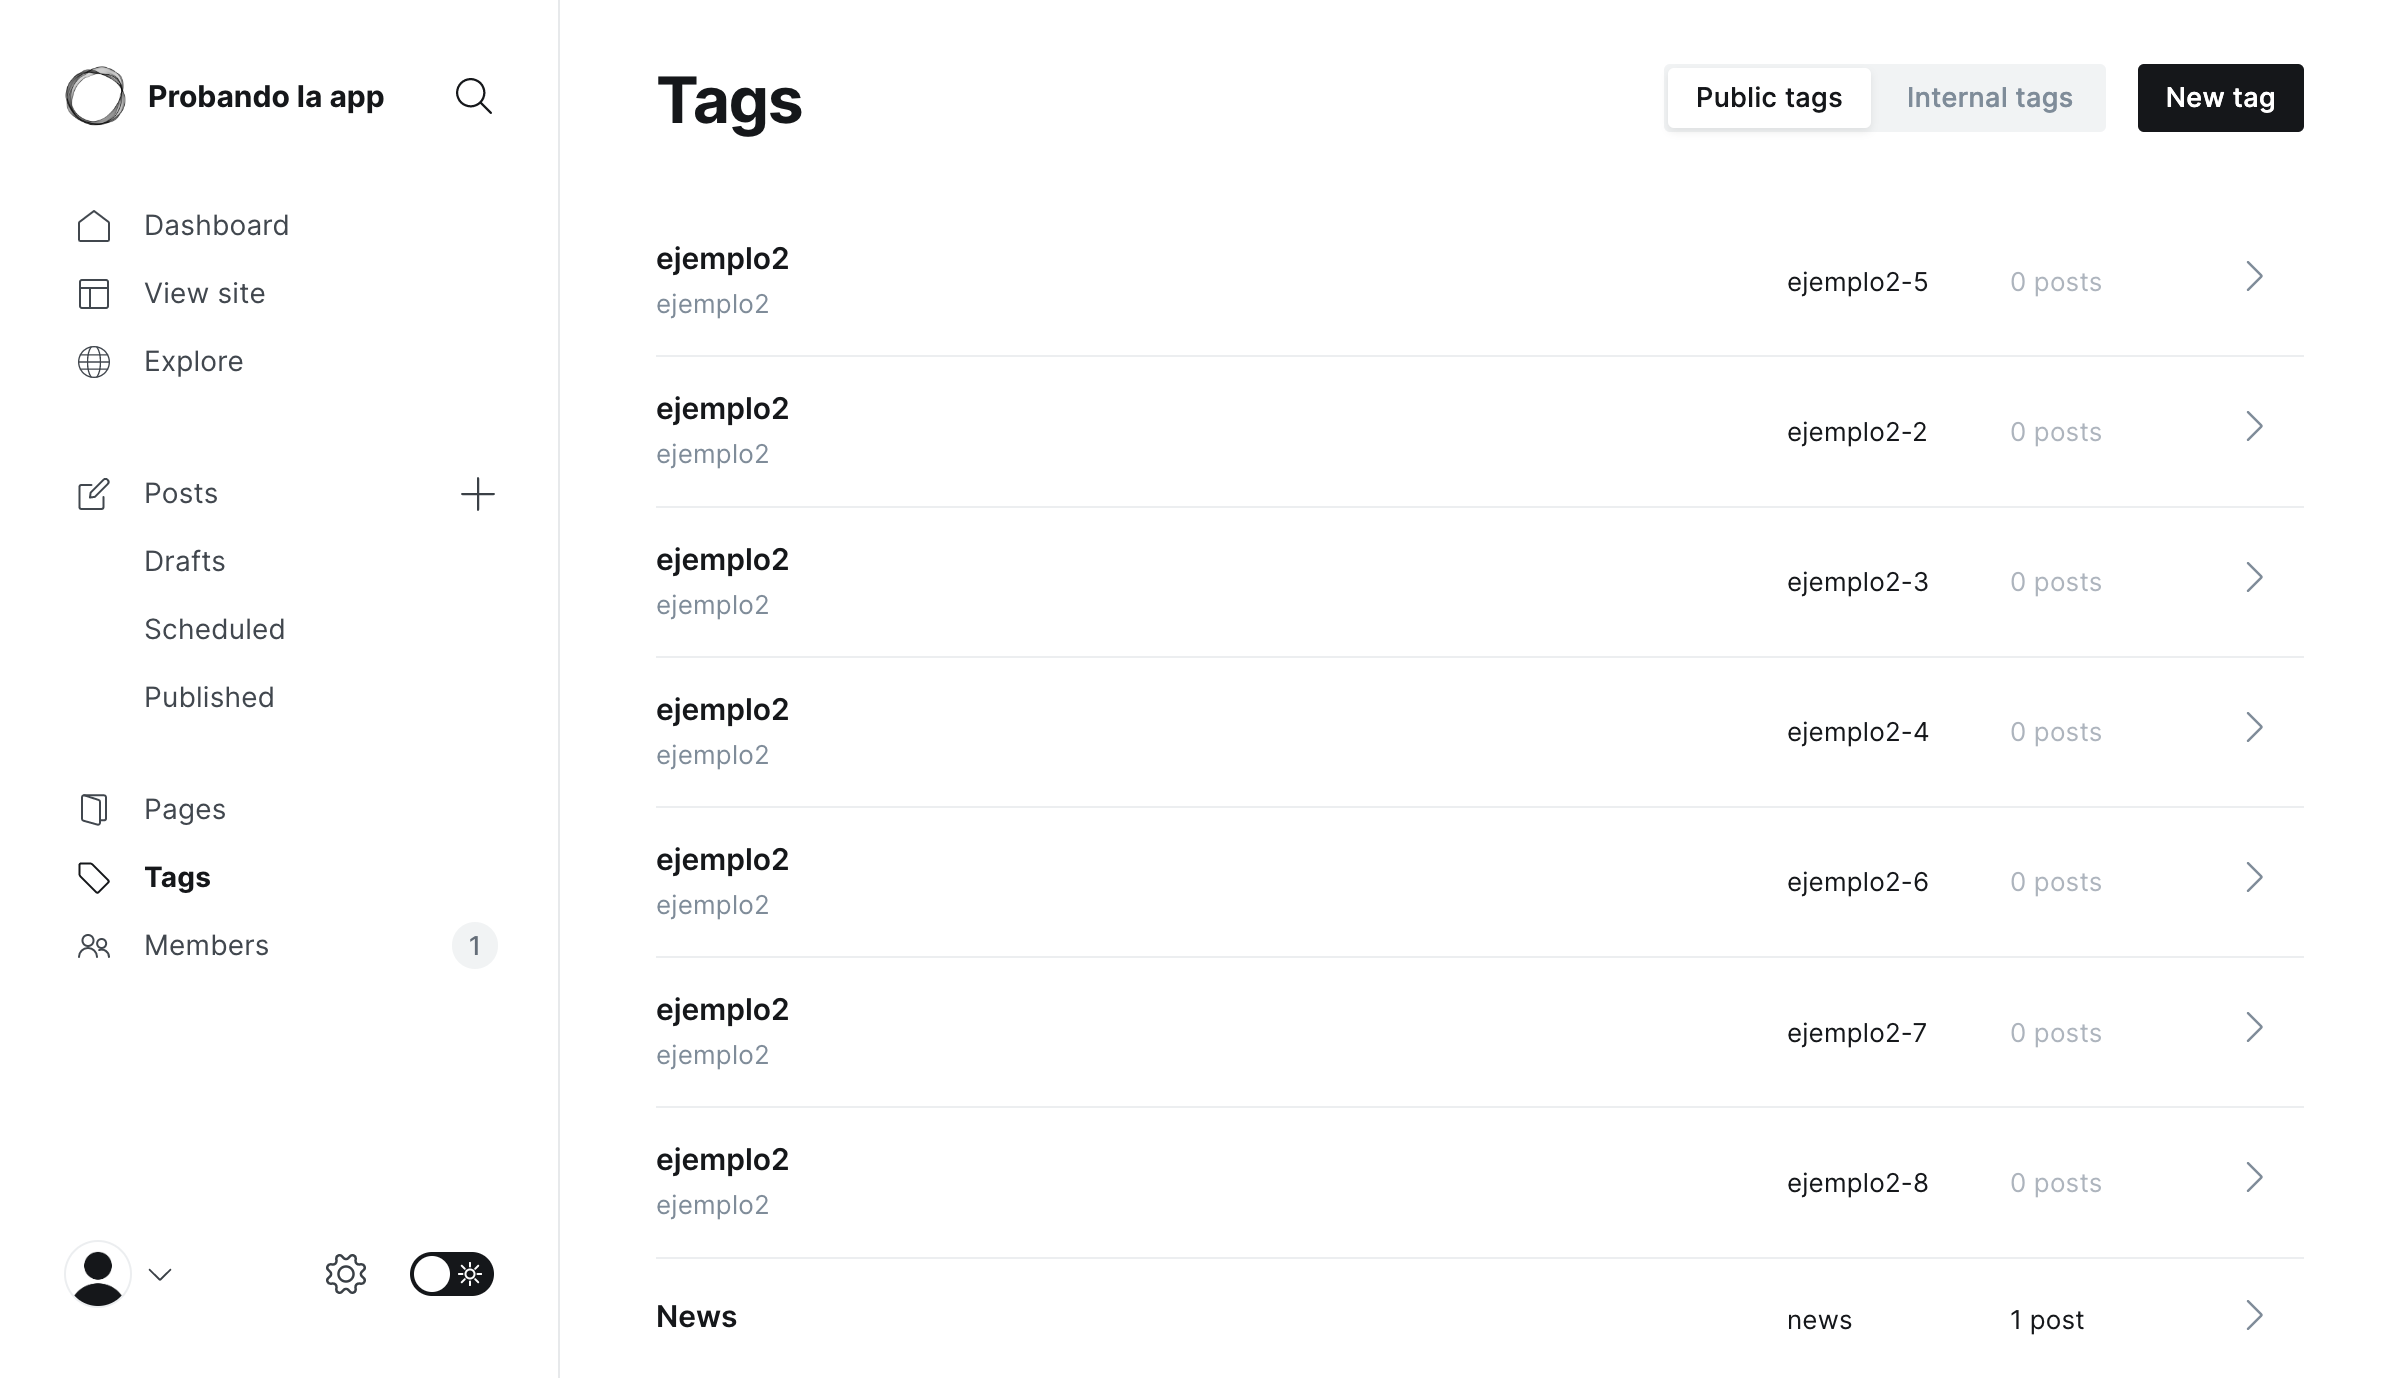 Probando la app
Dashboard
View site
Explore
Posts
Drafts
Scheduled
Published
Pages
Tags
Members 1
Tags
Public tags Internal tags New tag
ejemplo2
ejemplo2
ejemplo2-5 0 posts
ejemplo2
ejemplo2
ejemplo2-2 0 posts
ejemplo2
ejemplo2
ejemplo2-3 0 posts
ejemplo2
ejemplo2
ejemplo2-4 0 posts
ejemplo2
ejemplo2
ejemplo2-6 0 posts
ejemplo2
ejemplo2
ejemplo2-7 0 posts
ejemplo2
ejemplo2
ejemplo2-8 0 posts
News news 1 post